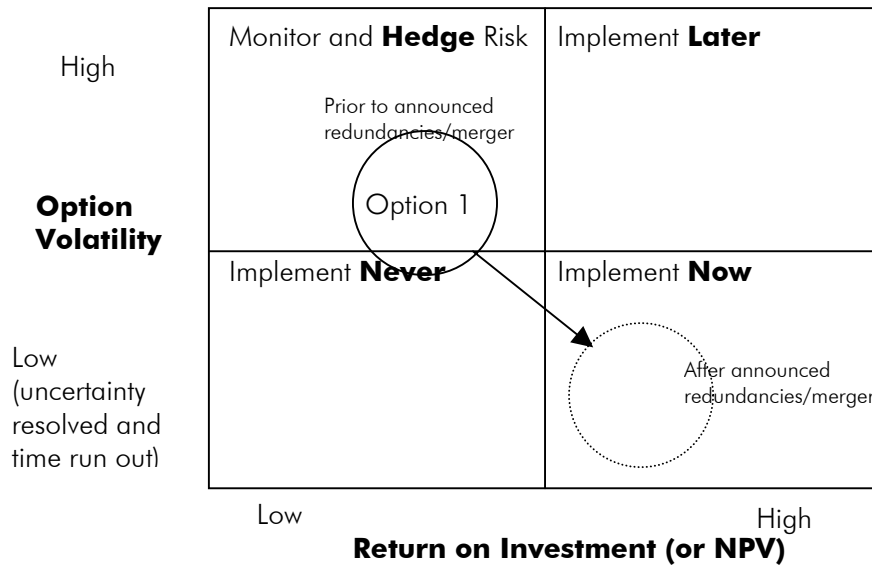 Monitor and Hedge Risk
Implement Later
High
Prior to announced
redundancies/merger
Option 1
Option
Volatility
Implement Never
Implement Now
Low
(uncertainty
resolved and
time run out)
After announced
redundancies/merger
Low
High
Return on Investment (or NPV)